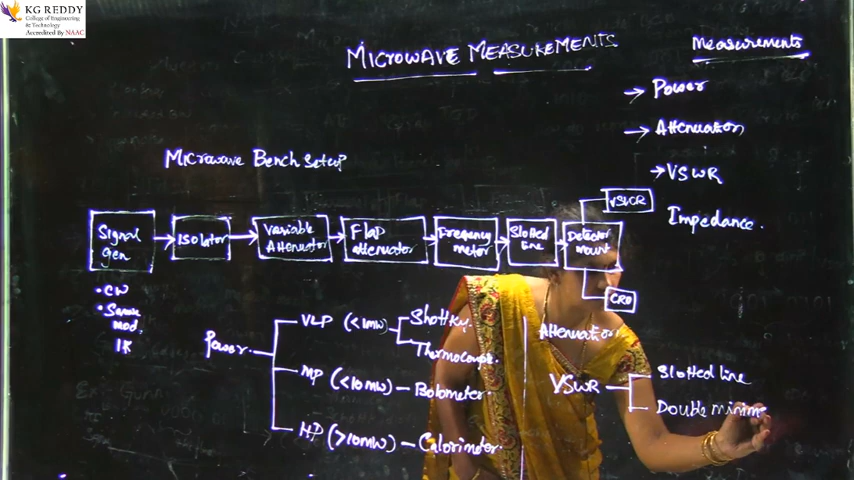 KG REDDY
College of Engineering
& Technology
Accredited By NAAC
MICROWAVE MEASUREMENTS
Measurements
→ Power
→ Attenuation
→ VSWR
Impedance.
Microwave Bench Setup
Signal gen
Isolator
Variable Attenuator
Flap attenuator
Frequency meter
Slotted line
Detector mount
VSWR
CRO
• CW
• Square
mod.
1K
Power
VLP (<1mW)
Shottky.
Thermocouple
MP (<10mW) - Bolometer.
HP (>10mW) - Calorimeter.
Attenuation
VSWR
Slotted line
Double minim